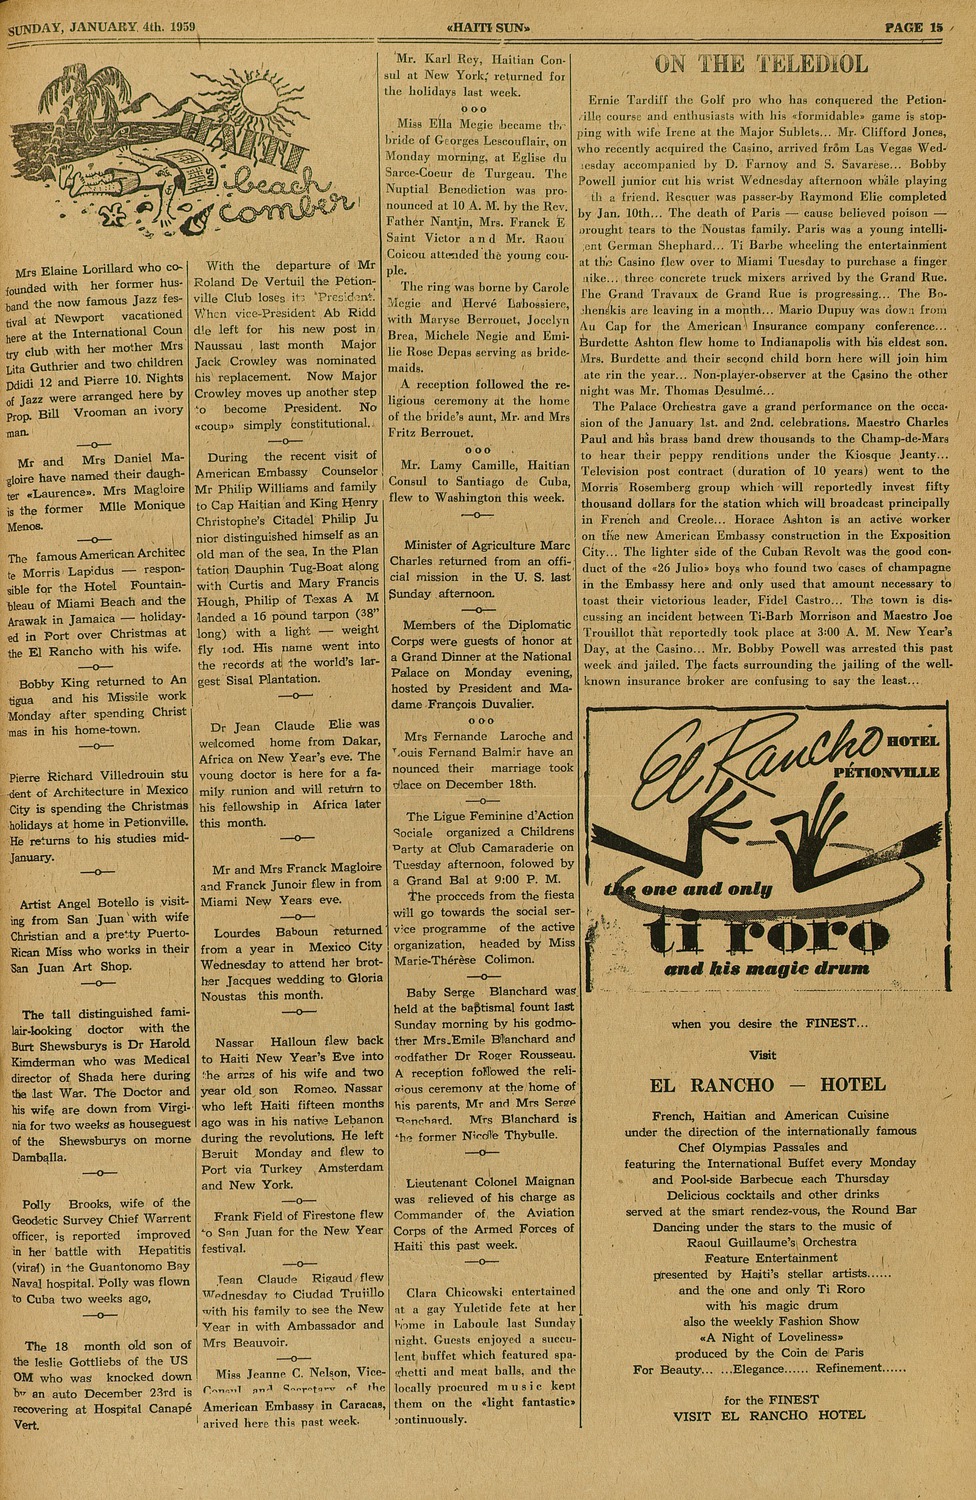 SUNDAY, JANUARY 4th. 1959
«HAITI SUN»
PAGE 15
HAITI
beach
comber
Mrs Elaine Lorillard who co-
founded with her former hus-
band the now famous Jazz fes-
tival at Newport vacationed
here at the International Coun
try club with her mother Mrs
Lita Guthrier and two children
Ddidi 12 and Pierre 10. Nights
of Jazz were arranged here by
Prop. Bill Vrooman an ivory
man.
—o—
Mr and Mrs Daniel Ma-
gloire have named their daugh-
ter «Laurence». Mrs Magloire
is the former Mlle Monique
Menos.
—o—
The famous American Architec
te Morris Lapidus — respon-
sible for the Hotel Fountain-
bleau of Miami Beach and the
Arawak in Jamaica — holiday-
ed in Port over Christmas at
the El Rancho with his wife.
—o—
Bobby King returned to An
tigua and his Missile work
Monday after spending Christ
mas in his home-town.
—o—
Pierre Richard Villedrouin stu
dent of Architecture in Mexico
City is spending the Christmas
holidays at home in Petionville.
He returns to his studies mid-
January.
—o—
Artist Angel Botello is visit-
ing from San Juan with wife
Christian and a pretty Puerto-
Rican Miss who works in their
San Juan Art Shop.
—o—
The tall distinguished fami-
lair-looking doctor with the
Burt Shewsburys is Dr Harold
Kimderman who was Medical
director of Shada here during
the last War. The Doctor and
his wife are down from Virgi-
nia for two weeks as houseguest
of the Shewsburys on morne
Damballa.
—o—
Polly Brooks, wife of the
Geodetic Survey Chief Warrent
officer, is reported improved
in her battle with Hepatitis
(viral) in the Guantonomo Bay
Naval hospital. Polly was flown
to Cuba two weeks ago,
—o—
The 18 month old son of
the leslie Gottliebs of the US
OM who was knocked down
by an auto December 23rd is
recovering at Hospital Canapé
Vert.
With the departure of Mr
Roland De Vertuil the Petion-
ville Club loses its President.
When vice-President Ab Ridd
dle left for his new post in
Naussau last month Major
Jack Crowley was nominated
his replacement. Now Major
Crowley moves up another step
to become President. No
«coup» simply constitutional.
—o—
During the recent visit of
American Embassy Counselor
Mr Philip Williams and family
to Cap Haitian and King Henry
Christophe's Citadel Philip Ju
nior distinguished himself as an
old man of the sea. In the Plan
tation Dauphin Tug-Boat along
with Curtis and Mary Francis
Hough, Philip of Texas A M
landed a 16 pound tarpon (38"
long) with a light — weight
fly rod. His name went into
the records at the world's lar-
gest Sisal Plantation.
—o—
Dr Jean Claude Elie was
welcomed home from Dakar,
Africa on New Year's eve. The
young doctor is here for a fa-
mily runion and will return to
his fellowship in Africa later
this month.
—o—
Mr and Mrs Franck Magloire
and Franck Junoir flew in from
Miami New Years eve.
—o—
Lourdes Baboun returned
from a year in Mexico City
Wednesday to attend her brot-
her Jacques wedding to Gloria
Noustas this month.
—o—
Nassar Halloun flew back
to Haiti New Year's Eve into
the arms of his wife and two
year old son Romeo. Nassar
who left Haiti fifteen months
ago was in his native Lebanon
during the revolutions. He left
Beruit Monday and flew to
Port via Turkey Amsterdam
and New York.
—o—
Frank Field of Firestone flew
to San Juan for the New Year
festival.
—o—
Jean Claude Rigaud flew
Wednesday to Ciudad Trujillo
with his family to see the New
Year in with Ambassador and
Mrs Beauvoir.
—o—
Miss Jeanne C. Nelson, Vice-
Consul and Secretary of the
American Embassy in Caracas,
arived here this past week.
Mr. Karl Rey, Haitian Con-
sul at New York, returned for
the holidays last week.
o o o
Miss Ella Megie became th
bride of Georges Lescouflair, on
Monday morning, at Eglise du
Sarce-Coeur de Turgeau. The
Nuptial Benediction was pro-
nounced at 10 A. M. by the Rev.
Father Nantin, Mrs. Franck E
Saint Victor and Mr. Raou
Coicou attended the young cou-
ple.
The ring was borne by Carole
Megie and Hervé Labossiere,
with Maryse Berrouet, Jocelyn
Brea, Michele Negie and Emi-
lie Rose Depas serving as bride-
maids.
A reception followed the re-
ligious ceremony at the home
of the bride's aunt, Mr. and Mrs
Fritz Berrouet.
o o o
Mr. Lamy Camille, Haitian
Consul to Santiago de Cuba,
flew to Washington this week.
—o—
Minister of Agriculture Marc
Charles returned from an offi-
cial mission in the U. S. last
Sunday afternoon.
—o—
Members of the Diplomatic
Corps were guests of honor at
a Grand Dinner at the National
Palace on Monday evening,
hosted by President and Ma-
dame François Duvalier.
o o o
Mrs Fernande Laroche and
Louis Fernand Balmir have an
nounced their marriage took
place on December 18th.
—o—
The Ligue Feminine d'Action
Sociale organized a Childrens
Party at Club Camaraderie on
Tuesday afternoon, folowed by
a Grand Bal at 9:00 P. M.
The procceds from the fiesta
will go towards the social ser-
vice programme of the active
organization, headed by Miss
Marie-Thérèse Colimon.
—o—
Baby Serge Blanchard was
held at the baptismal fount last
Sunday morning by his godmo-
ther Mrs.Emile Blanchard and
godfather Dr Roger Rousseau.
A reception followed the reli-
gious ceremony at the home of
his parents, Mr and Mrs Serge
Blanchard. Mrs Blanchard is
the former Nicolle Thybulle.
—o—
Lieutenant Colonel Maignan
was relieved of his charge as
Commander of the Aviation
Corps of the Armed Forces of
Haiti this past week.
—o—
Clara Chicowski entertained
at a gay Yuletide fete at her
home in Laboule last Sunday
night. Guests enjoyed a succu-
lent buffet which featured spa-
ghetti and meat balls, and the
locally procured music kept
them on the «light fantastic»
continuously.
ON THE TELEDIOL
Ernie Tardiff the Golf pro who has conquered the Petion-
ville course and enthusiasts with his «formidable» game is stop-
ping with wife Irene at the Major Sublets... Mr. Clifford Jones,
who recently acquired the Casino, arrived from Las Vegas Wed-
nesday accompanied by D. Farnow and S. Savarese... Bobby
Powell junior cut his wrist Wednesday afternoon while playing
th a friend. Rescuer was passer-by Raymond Elie completed
by Jan. 10th... The death of Paris — cause believed poison —
brought tears to the Noustas family. Paris was a young intelli-
gent German Shephard... Ti Barbe wheeling the entertainment
at the Casino flew over to Miami Tuesday to purchase a finger
mike... three concrete truck mixers arrived by the Grand Rue.
The Grand Travaux de Grand Rue is progressing... The Bo-
chenskis are leaving in a month... Mario Dupuy was down from
Au Cap for the American Insurance company conference...
Burdette Ashton flew home to Indianapolis with his eldest son.
Mrs. Burdette and their second child born here will join him
ate rin the year... Non-player-observer at the Casino the other
night was Mr. Thomas Desulmé...
The Palace Orchestra gave a grand performance on the occa-
sion of the January 1st. and 2nd. celebrations. Maestro Charles
Paul and his brass band drew thousands to the Champ-de-Mars
to hear their peppy renditions under the Kiosque Jeanty...
Television post contract (duration of 10 years) went to the
Morris Rosemberg group which will reportedly invest fifty
thousand dollars for the station which will broadcast principally
in French and Creole... Horace Ashton is an active worker
on the new American Embassy construction in the Exposition
City... The lighter side of the Cuban Revolt was the good con-
duct of the «26 Julio» boys who found two cases of champagne
in the Embassy here and only used that amount necessary to
toast their victorious leader, Fidel Castro... The town is dis-
cussing an incident between Ti-Barb Morrison and Maestro Joe
Trouillot that reportedly took place at 3:00 A. M. New Year's
Day, at the Casino... Mr. Bobby Powell was arrested this past
week and jailed. The facts surrounding the jailing of the well-
known insurance broker are confusing to say the least...
El Rancho HOTEL
PÉTIONVILLE
the one and only
ti roro
and his magic drum
when you desire the FINEST...
Visit
EL RANCHO — HOTEL
French, Haitian and American Cuisine
under the direction of the internationally famous
Chef Olympias Passales and
featuring the International Buffet every Monday
and Pool-side Barbecue each Thursday
Delicious cocktails and other drinks
served at the smart rendez-vous, the Round Bar
Dancing under the stars to the music of
Raoul Guillaume's Orchestra
Feature Entertainment
presented by Haiti's stellar artists......
and the one and only Ti Roro
with his magic drum
also the weekly Fashion Show
«A Night of Loveliness»
produced by the Coin de Paris
For Beauty... ...Elegance...... Refinement......
for the FINEST
VISIT EL RANCHO HOTEL